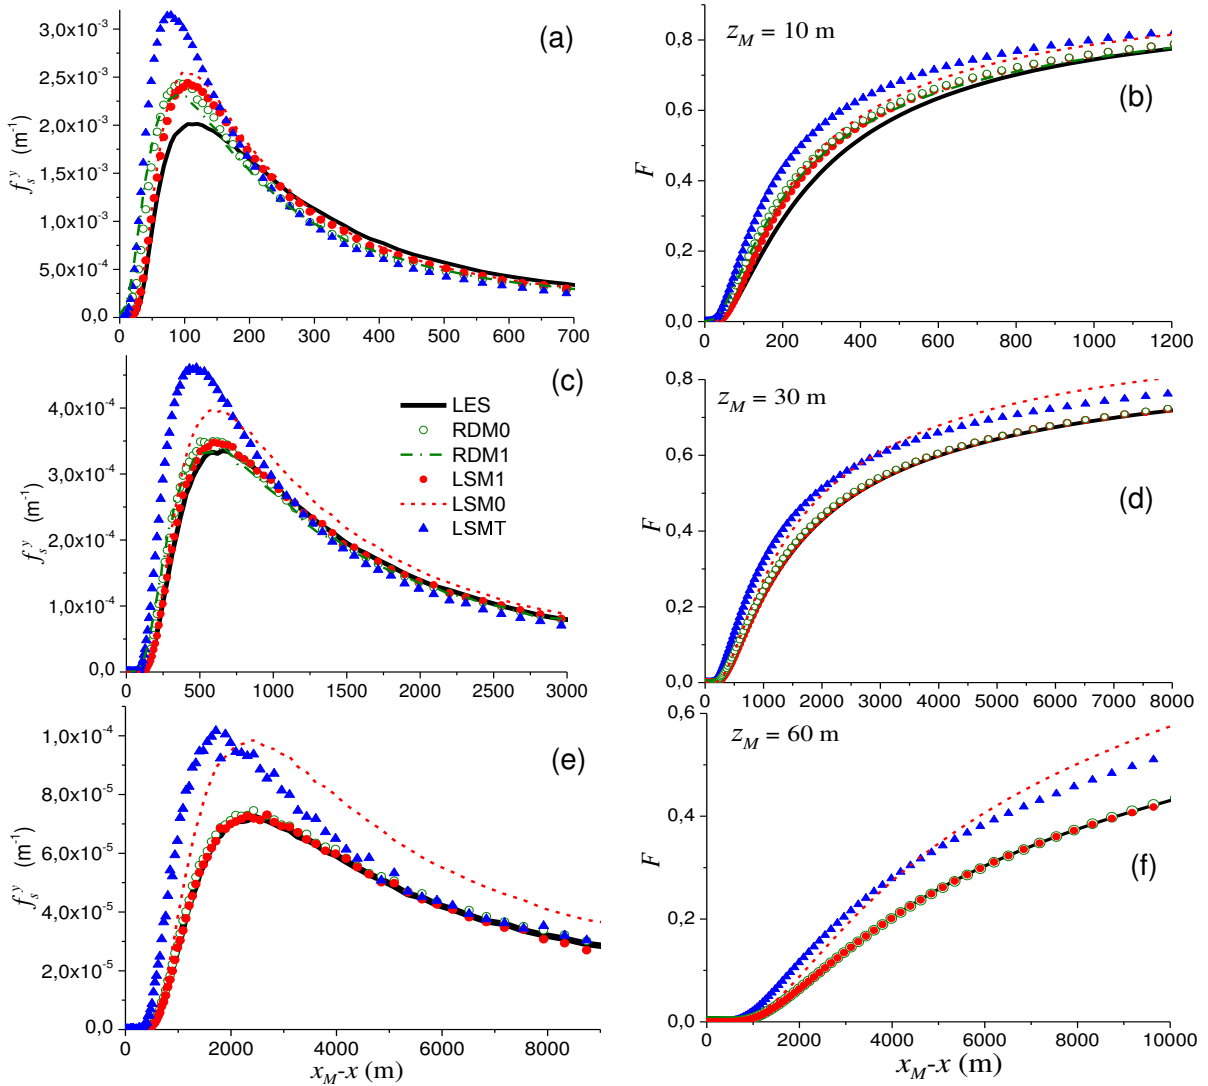 (a)
3,0x10⁻³
2,5x10⁻³
2,0x10⁻³
1,5x10⁻³
1,0x10⁻³
5,0x10⁻⁴
0,0
f_s^y (m⁻¹)
0 100 200 300 400 500 600 700
z_M = 10 m
(b)
0,8
0,6
0,4
0,2
0,0
F
0 200 400 600 800 1000 1200
(c)
4,0x10⁻⁴
3,0x10⁻⁴
2,0x10⁻⁴
1,0x10⁻⁴
0,0
f_s^y (m⁻¹)
LES
RDM0
RDM1
LSM1
LSM0
LSMT
0 500 1000 1500 2000 2500 3000
z_M = 30 m
(d)
0,8
0,6
0,4
0,2
0,0
F
0 1000 2000 3000 4000 5000 6000 7000 8000
(e)
1,0x10⁻⁴
8,0x10⁻⁵
6,0x10⁻⁵
4,0x10⁻⁵
2,0x10⁻⁵
0,0
f_s^y (m⁻¹)
0 2000 4000 6000 8000
x_M-x (m)
z_M = 60 m
(f)
0,6
0,4
0,2
0,0
F
0 2000 4000 6000 8000 10000
x_M-x (m)